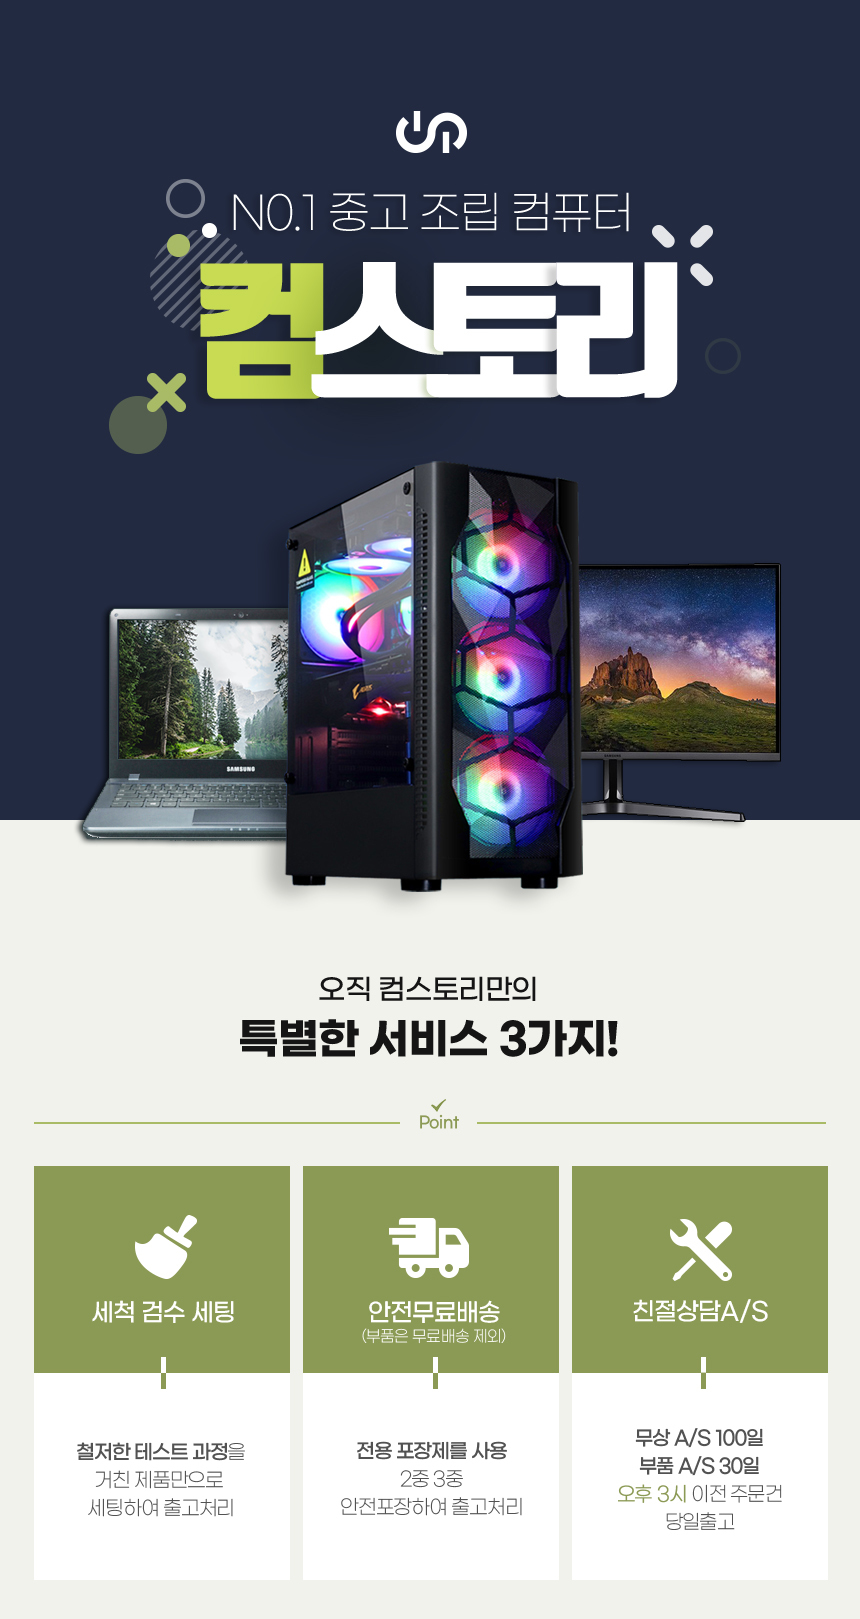 NO.1 중고 조립 컴퓨터
컴스토리
SAMSUNG
오직 컴스토리만의
특별한 서비스 3가지!
Point
세척 검수 세팅
철저한 테스트 과정을
거친 제품만으로
세팅하여 출고처리
안전무료배송
(부품은 무료배송 제외)
전용 포장제를 사용
2중 3중
안전포장하여 출고처리
친절상담A/S
무상 A/S 100일
부품 A/S 30일
오후 3시 이전 주문건
당일출고